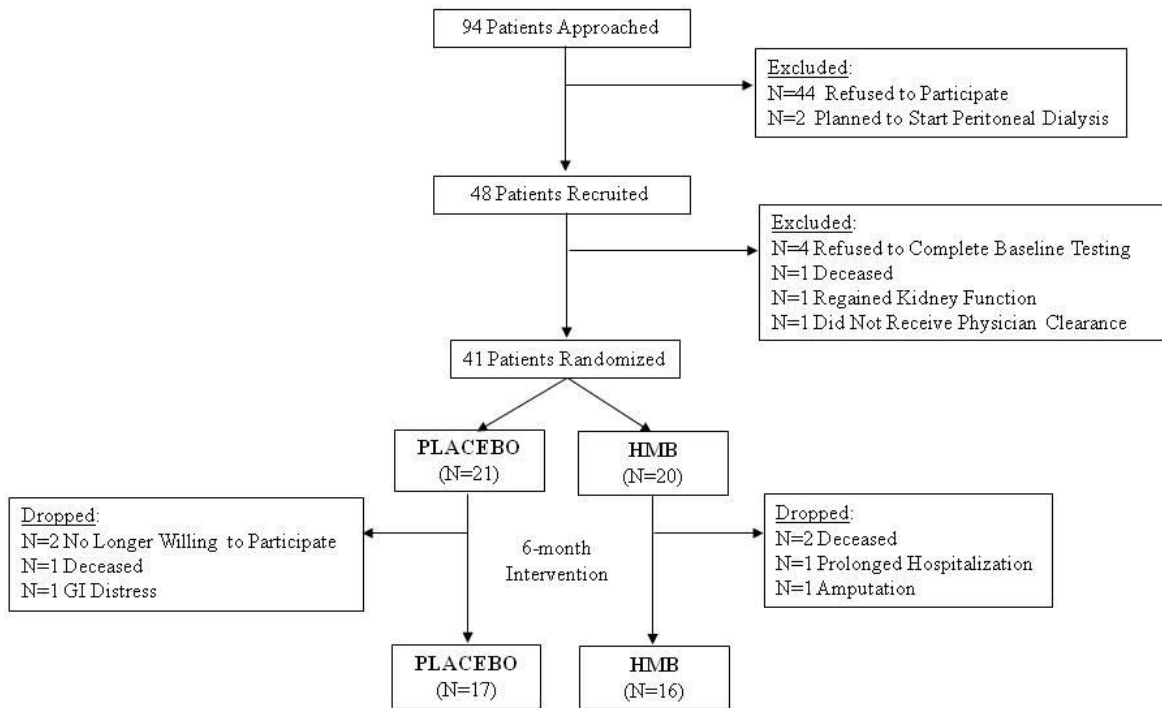 94 Patients Approached
Excluded:
N=44 Refused to Participate
N=2 Planned to Start Peritoneal Dialysis
48 Patients Recruited
Excluded:
N=4 Refused to Complete Baseline Testing
N=1 Deceased
N=1 Regained Kidney Function
N=1 Did Not Receive Physician Clearance
41 Patients Randomized
PLACEBO
(N=21)
HMB
(N=20)
Dropped:
N=2 No Longer Willing to Participate
N=1 Deceased
N=1 GI Distress
6-month
Intervention
Dropped:
N=2 Deceased
N=1 Prolonged Hospitalization
N=1 Amputation
PLACEBO
(N=17)
HMB
(N=16)